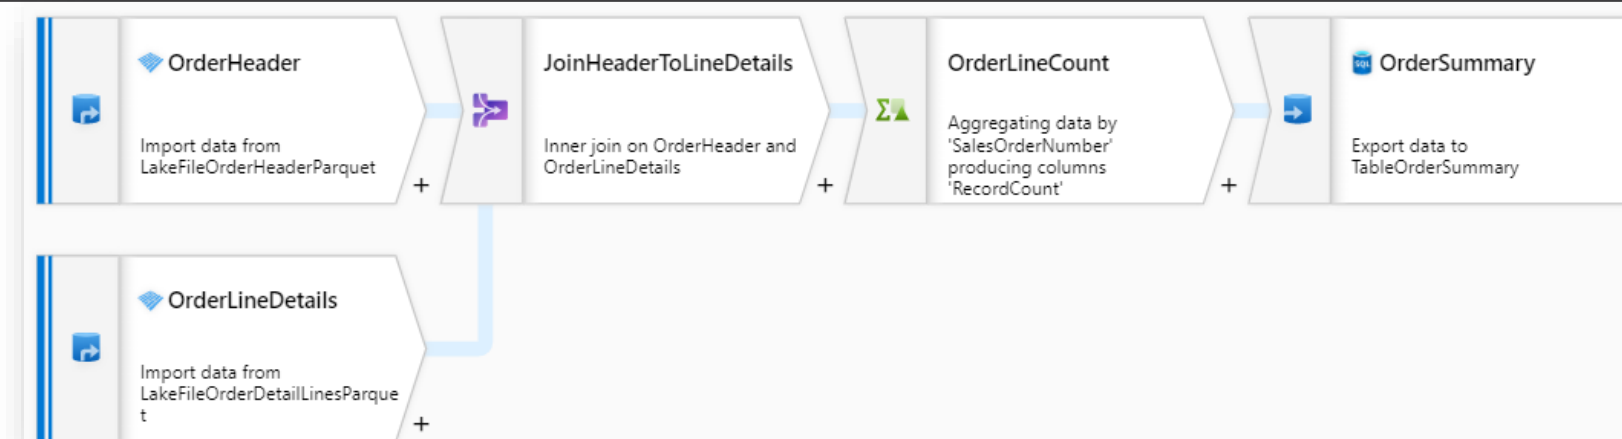 OrderHeader
Import data from
LakeFileOrderHeaderParquet
+
JoinHeaderToLineDetails
Inner join on OrderHeader and
OrderLineDetails
+
OrderLineCount
Aggregating data by
'SalesOrderNumber'
producing columns
'RecordCount'
+
SQL
OrderSummary
Export data to
TableOrderSummary
OrderLineDetails
Import data from
LakeFileOrderDetailLinesParque
t
+